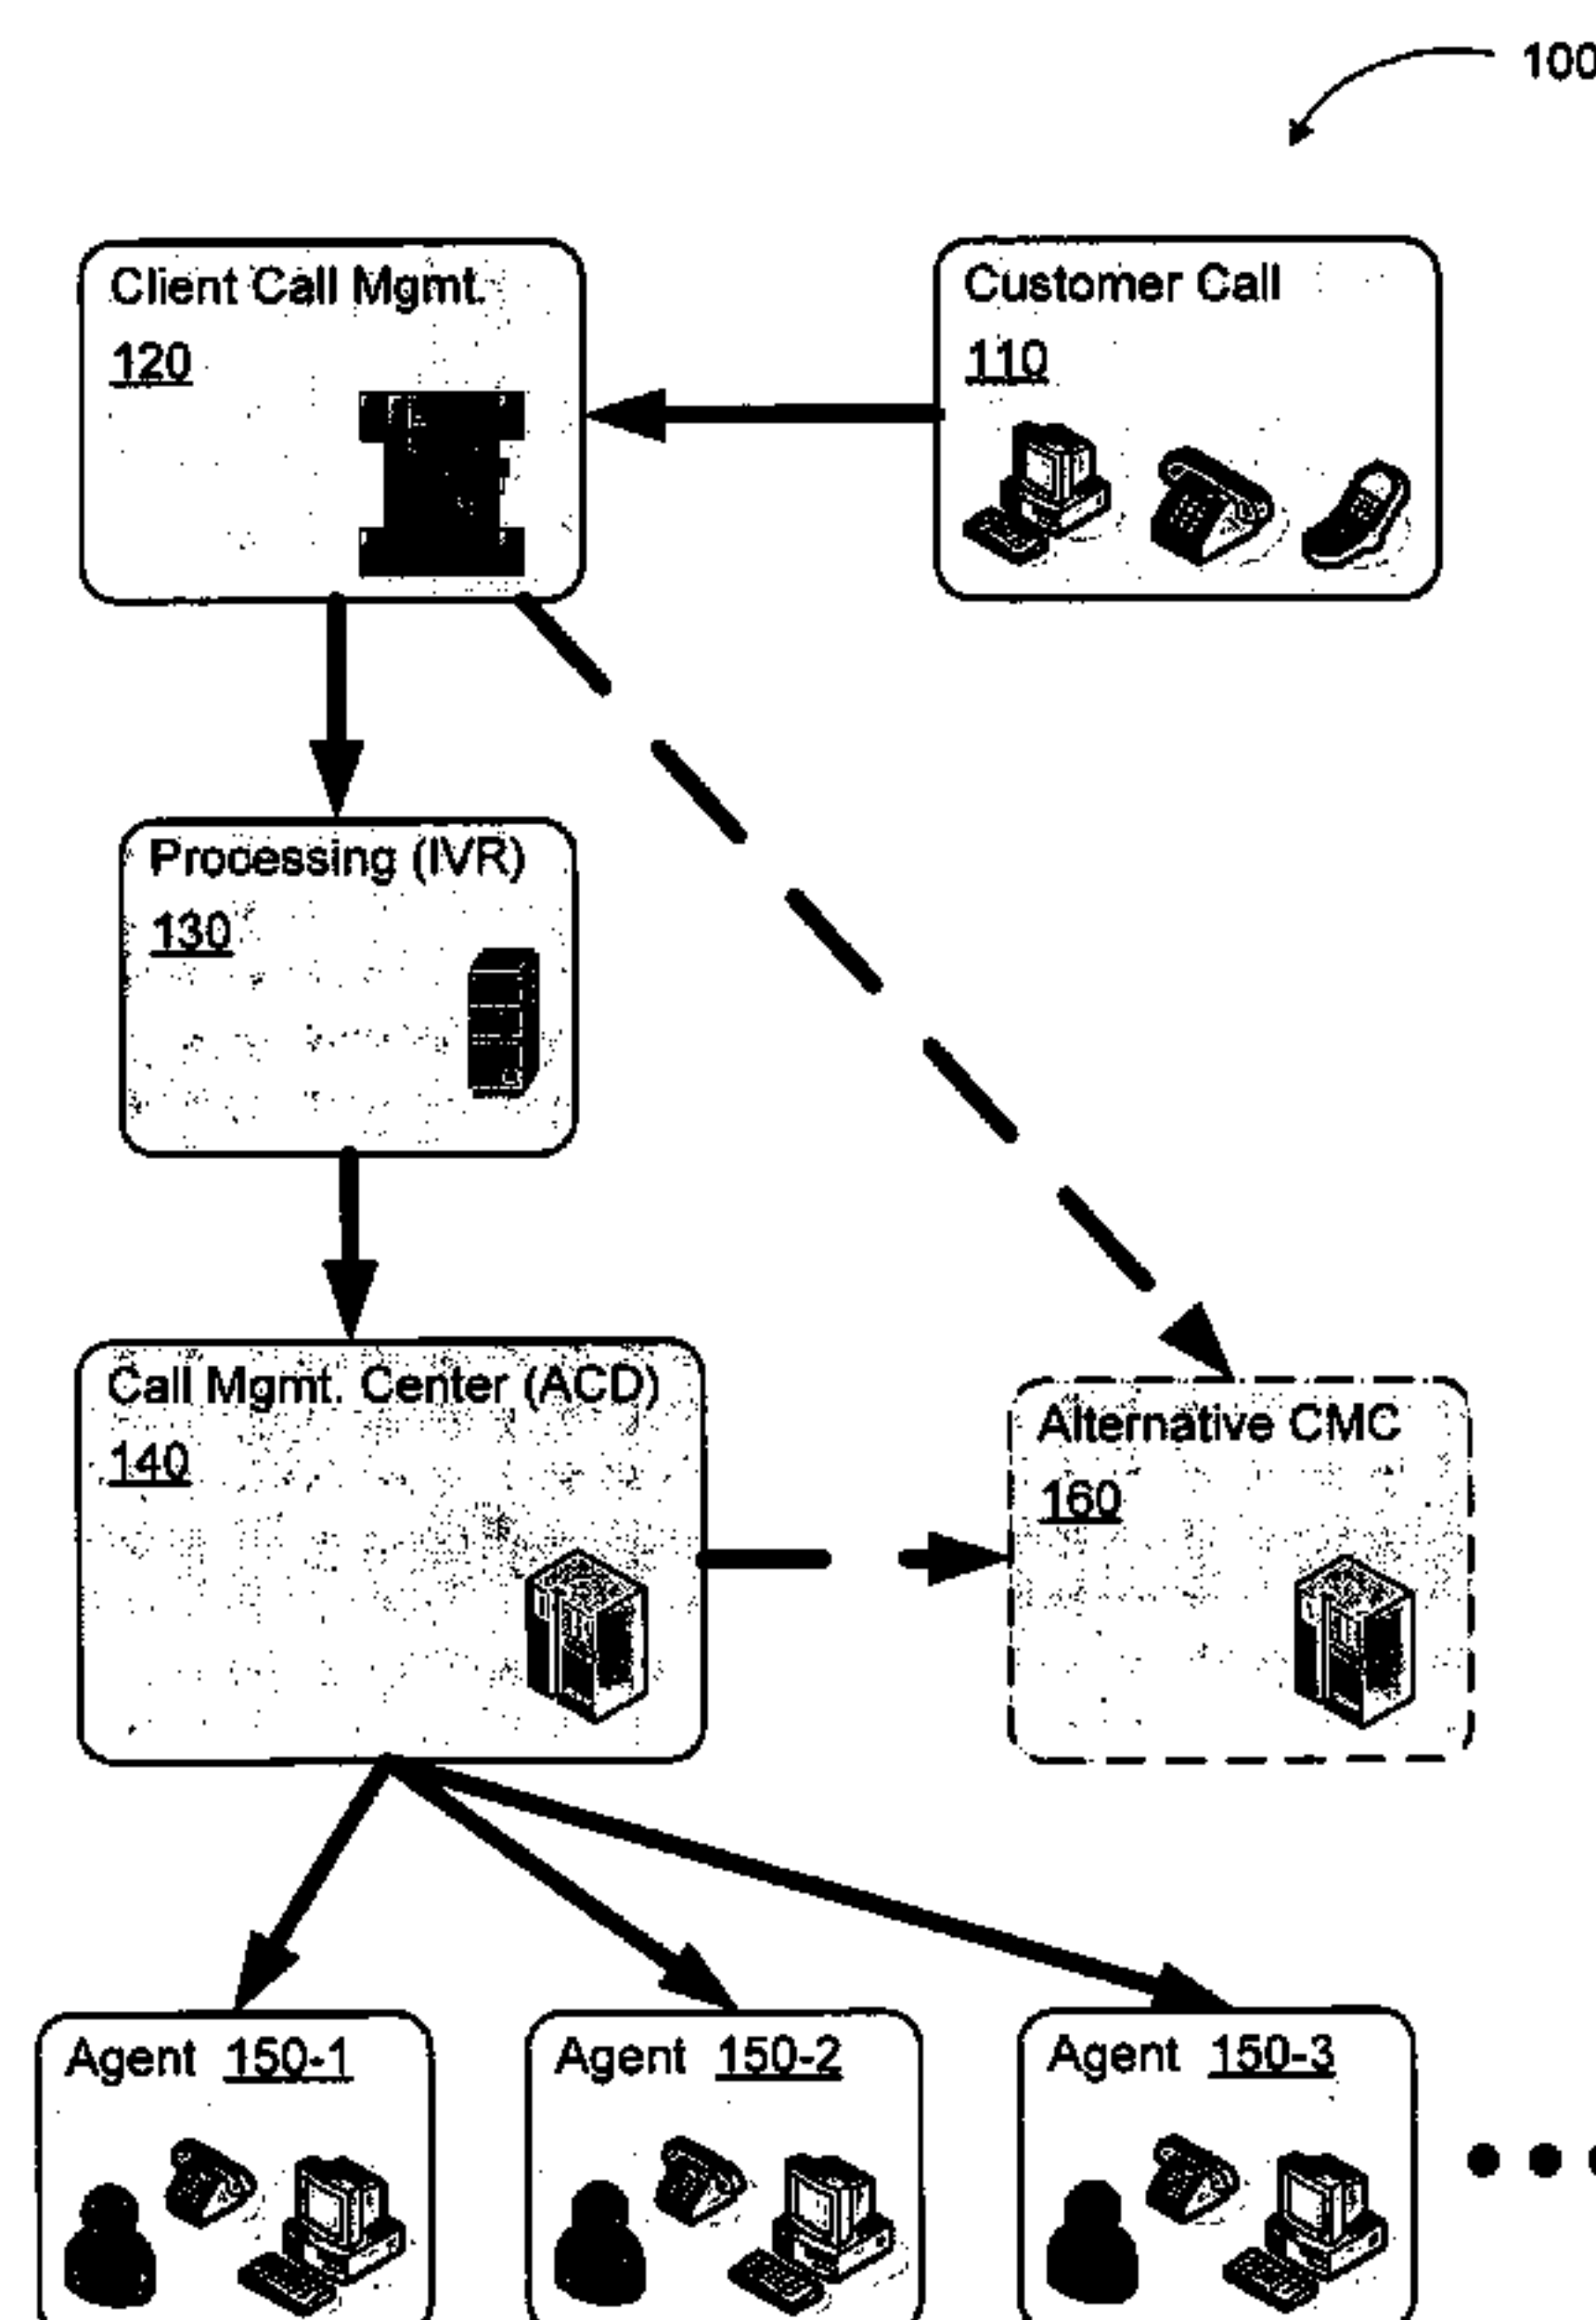 100
Client Call Mgmt.
120
Customer Call
110
Processing (IVR)
130
Call Mgmt. Center (ACD)
140
Alternative CMC
160
Agent 150-1
Agent 150-2
Agent 150-3